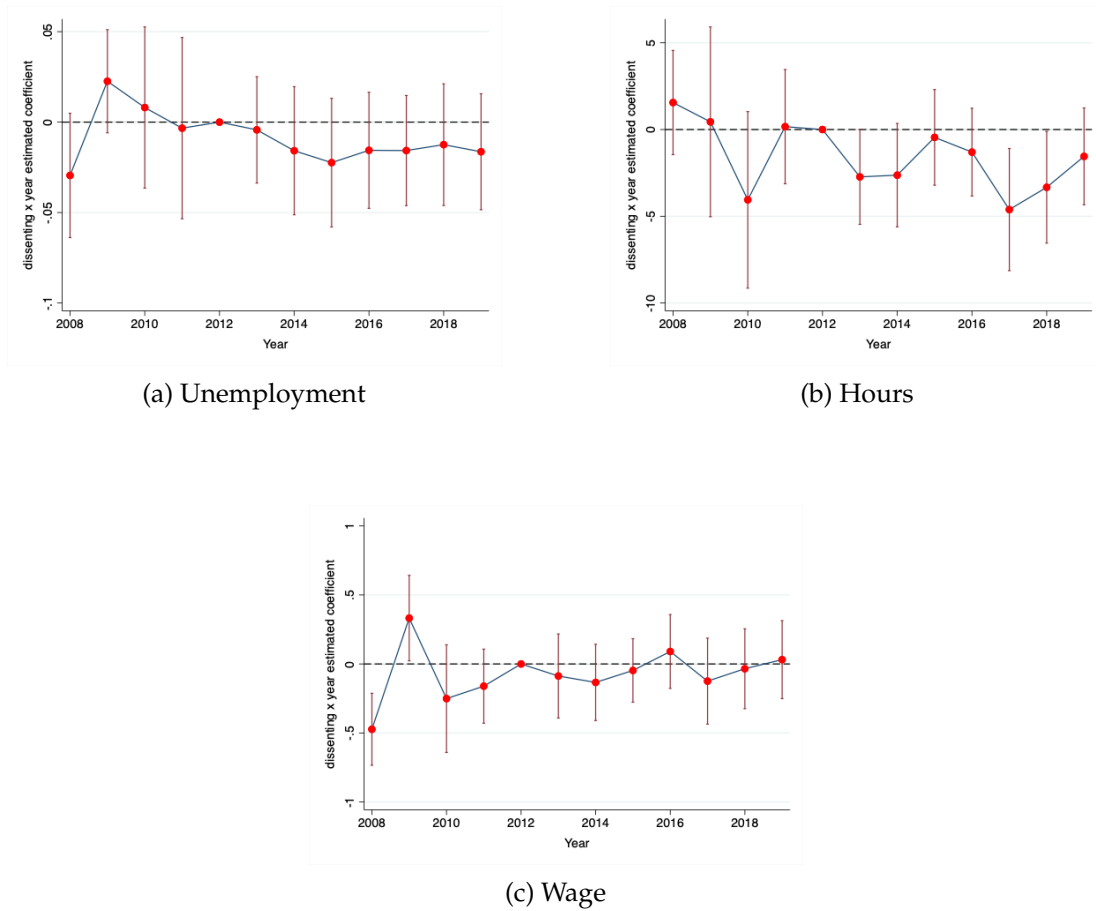 dissenting x year estimated coefficient
.05
0
-.05
-.1
2008 2010 2012 2014 2016 2018
Year
(a) Unemployment
dissenting x year estimated coefficient
5
0
-5
-10
2008 2010 2012 2014 2016 2018
Year
(b) Hours
dissenting x year estimated coefficient
1
.5
0
-.5
-1
2008 2010 2012 2014 2016 2018
Year
(c) Wage